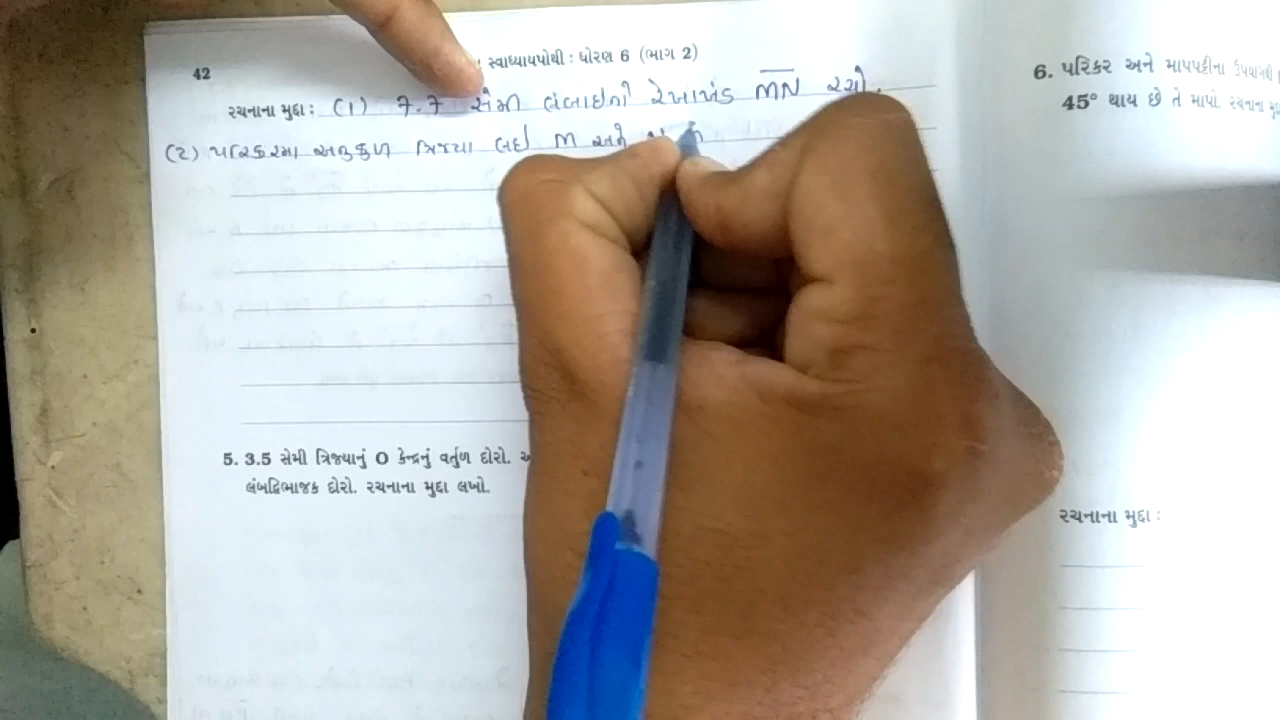 42
સ્વાધ્યાયપોથી : ધોરણ 6 (ભાગ 2)
રચનાના મુદ્દા : (1) 7.7 સેમી લંબાઇનો રેખાખંડ MN રચો.
(2) પરિકરમા અનુકુળ ત્રિજ્યા લઇ M અને
5. 3.5 સેમી ત્રિજ્યાનું O કેન્દ્રનું વર્તુળ દોરો.
લંબદ્વિભાજક દોરો. રચનાના મુદ્દા લખો.
6. પરિકર અને માપપટ્ટીના
45° થાય છે તે માપો. રચનાના
રચનાના મુદ્દા :